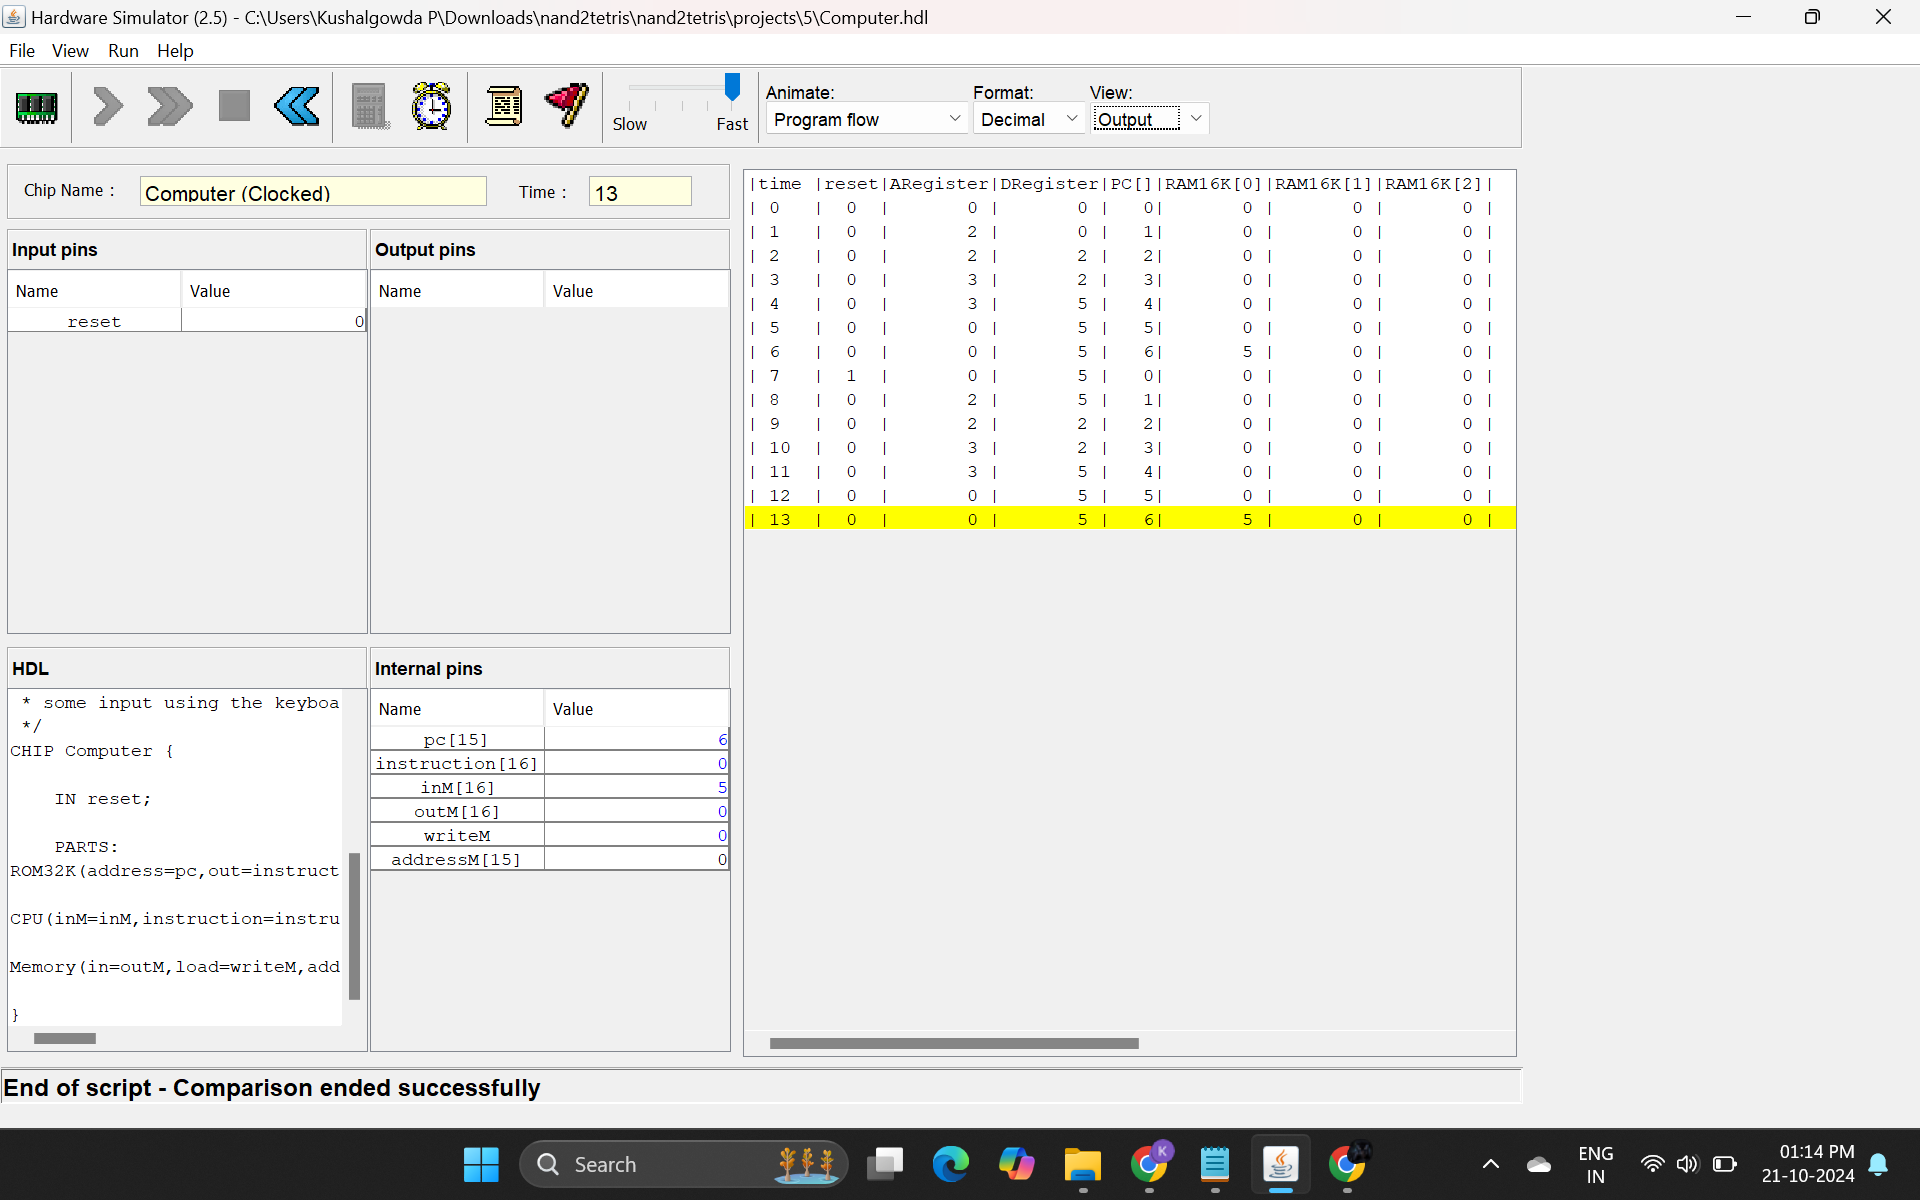 Hardware Simulator (2.5) - C:\Users\Kushalgowda P\Downloads\nand2tetris\nand2tetris\projects\5\Computer.hdl
File View Run Help
Slow Fast
Animate:
Program flow
Format:
Decimal
View:
Output
Chip Name :
Computer (Clocked)
Time :
13
Input pins
Name Value
reset 0
Output pins
Name Value
HDL
* some input using the keyboa
*/
CHIP Computer {
IN reset;
PARTS:
ROM32K(address=pc,out=instruct
CPU(inM=inM,instruction=instru
Memory(in=outM,load=writeM,add
}
Internal pins
Name Value
pc[15] 6
instruction[16] 0
inM[16] 5
outM[16] 0
writeM 0
addressM[15] 0
|time |reset|ARegister|DRegister|PC[]|RAM16K[0]|RAM16K[1]|RAM16K[2]|
| 0 | 0 | 0 | 0 | 0| 0 | 0 | 0 |
| 1 | 0 | 2 | 0 | 1| 0 | 0 | 0 |
| 2 | 0 | 2 | 2 | 2| 0 | 0 | 0 |
| 3 | 0 | 3 | 2 | 3| 0 | 0 | 0 |
| 4 | 0 | 3 | 5 | 4| 0 | 0 | 0 |
| 5 | 0 | 0 | 5 | 5| 0 | 0 | 0 |
| 6 | 0 | 0 | 5 | 6| 5 | 0 | 0 |
| 7 | 1 | 0 | 5 | 0| 0 | 0 | 0 |
| 8 | 0 | 2 | 5 | 1| 0 | 0 | 0 |
| 9 | 0 | 2 | 2 | 2| 0 | 0 | 0 |
| 10 | 0 | 3 | 2 | 3| 0 | 0 | 0 |
| 11 | 0 | 3 | 5 | 4| 0 | 0 | 0 |
| 12 | 0 | 0 | 5 | 5| 0 | 0 | 0 |
| 13 | 0 | 0 | 5 | 6| 5 | 0 | 0 |
End of script - Comparison ended successfully
Search
K
ENG
IN
01:14 PM
21-10-2024